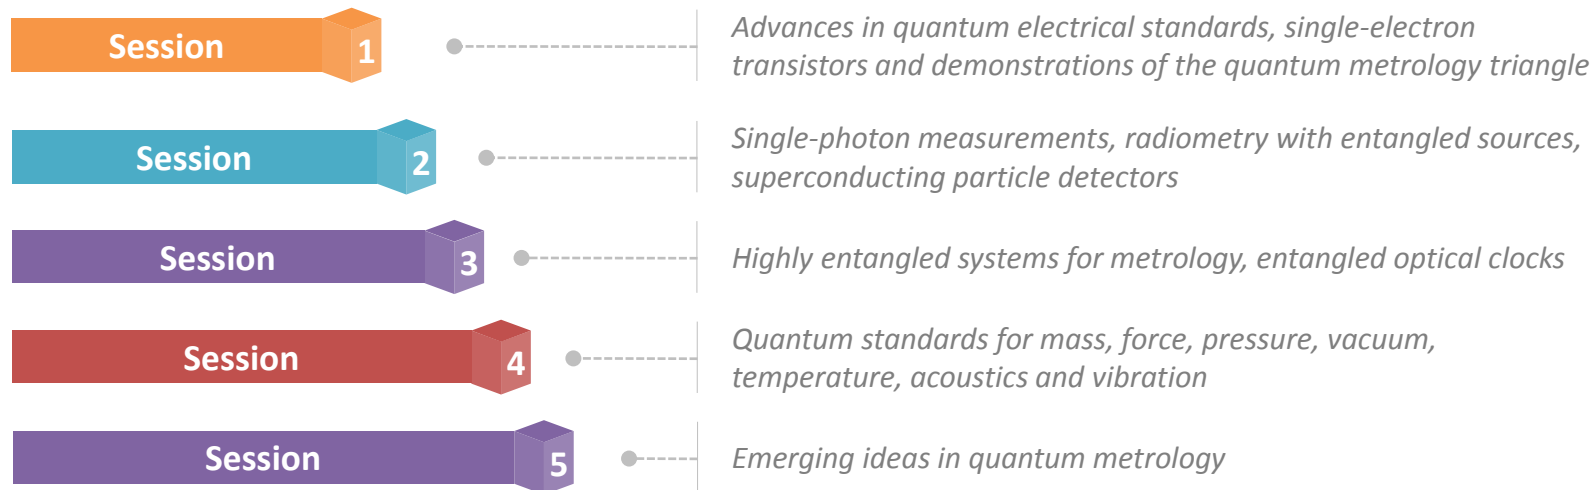 Session 1
Advances in quantum electrical standards, single-electron
transistors and demonstrations of the quantum metrology triangle
Session 2
Single-photon measurements, radiometry with entangled sources,
superconducting particle detectors
Session 3
Highly entangled systems for metrology, entangled optical clocks
Session 4
Quantum standards for mass, force, pressure, vacuum,
temperature, acoustics and vibration
Session 5
Emerging ideas in quantum metrology